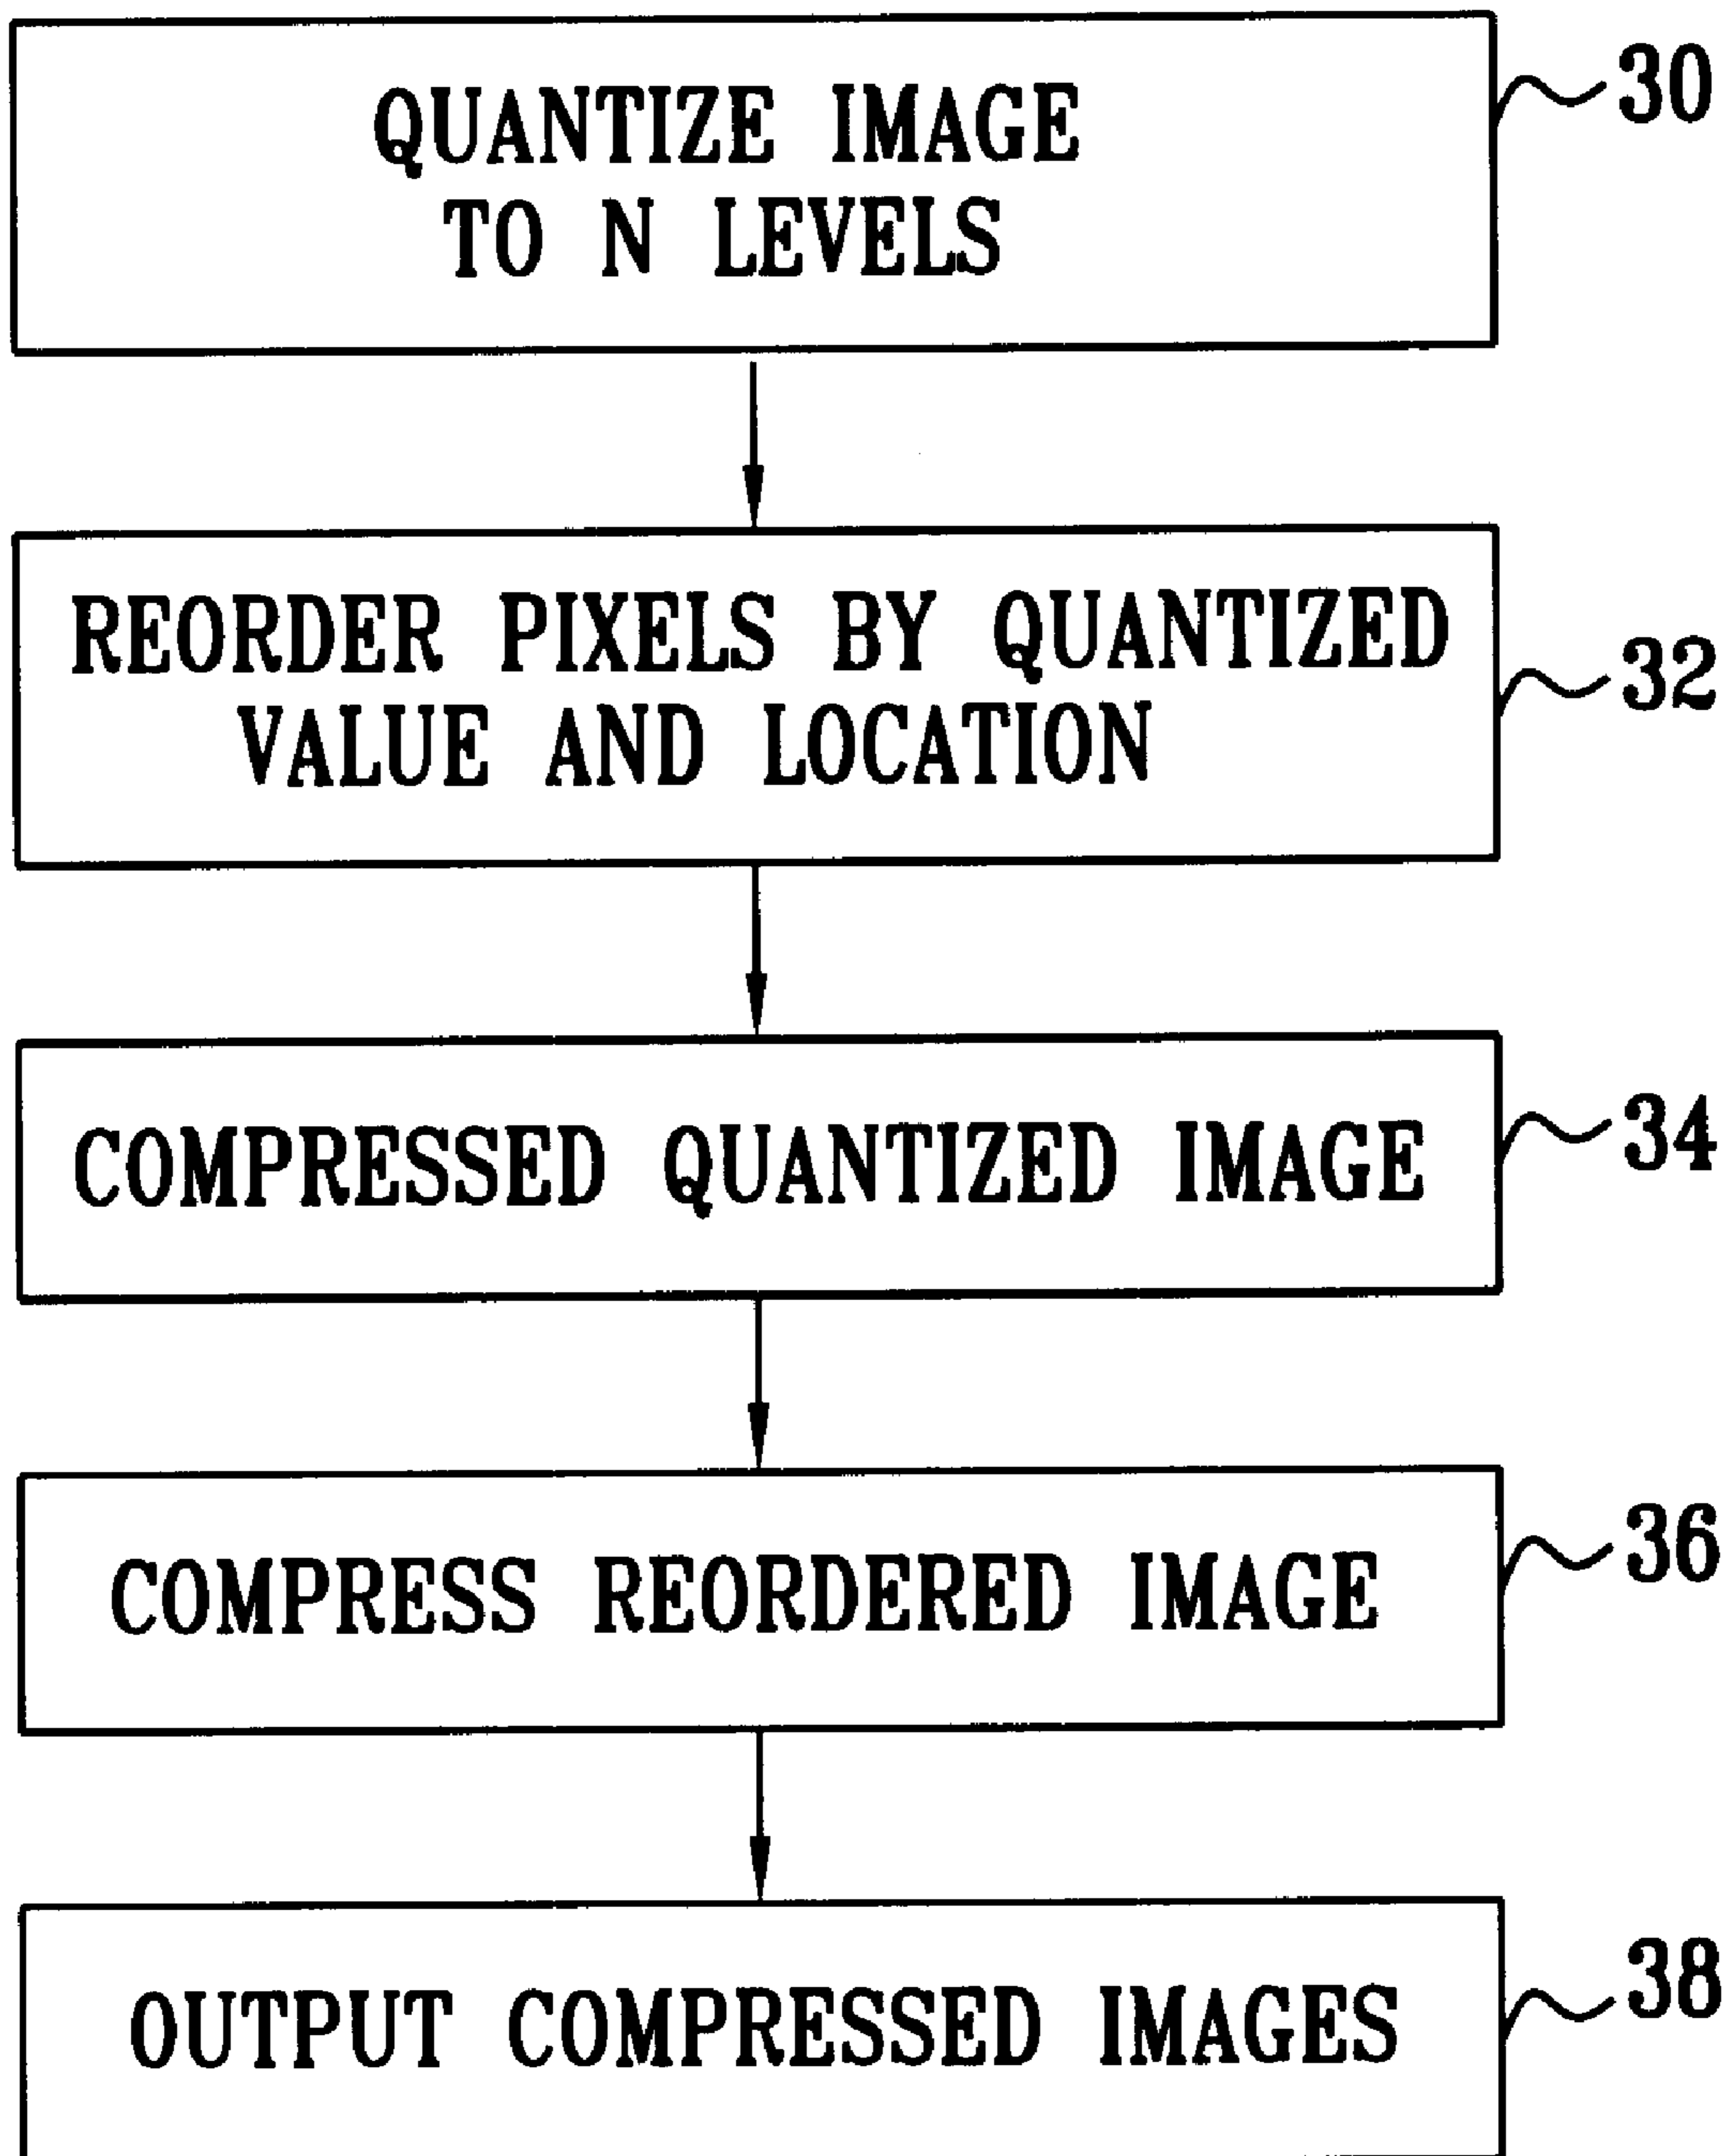 QUANTIZE IMAGE
TO N LEVELS
30
REORDER PIXELS BY QUANTIZED
VALUE AND LOCATION
32
COMPRESSED QUANTIZED IMAGE
34
COMPRESS REORDERED IMAGE
36
OUTPUT COMPRESSED IMAGES
38